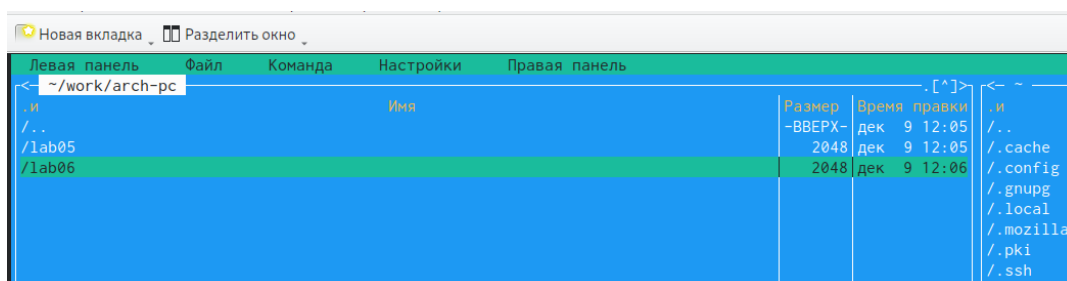 Новая вкладка Разделить окно
Левая панель Файл Команда Настройки Правая панель
<— ~/work/arch-pc .[^]> <— ~
.и Имя Размер Время правки .и
/.. -ВВЕРХ- дек 9 12:05 /..
/lab05 2048 дек 9 12:05 /.cache
/lab06 2048 дек 9 12:06 /.config
/.gnupg
/.local
/.mozilla
/.pki
/.ssh